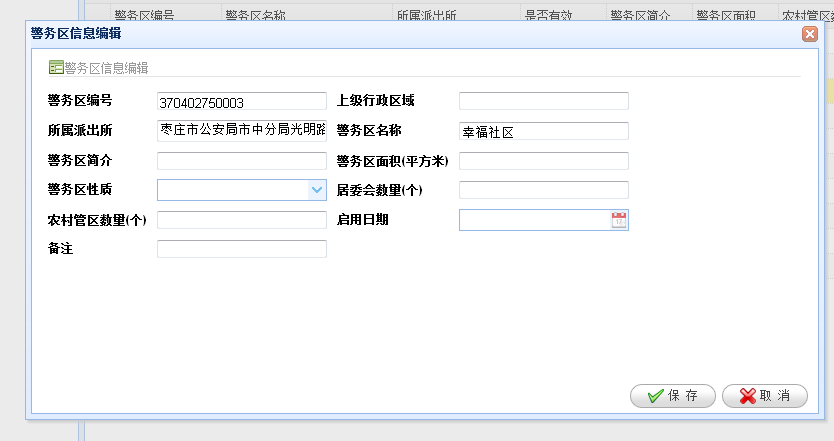 警务区编号 警务区名称 所属派出所 是否有效 警务区简介 警务区面积 农村管区数
警务区信息编辑
警务区信息编辑
警务区编号 370402750003 上级行政区域
所属派出所 枣庄市公安局市中分局光明路 警务区名称 幸福社区
警务区简介 警务区面积(平方米)
警务区性质 居委会数量(个)
农村管区数量(个) 启用日期
备注
保 存 取 消